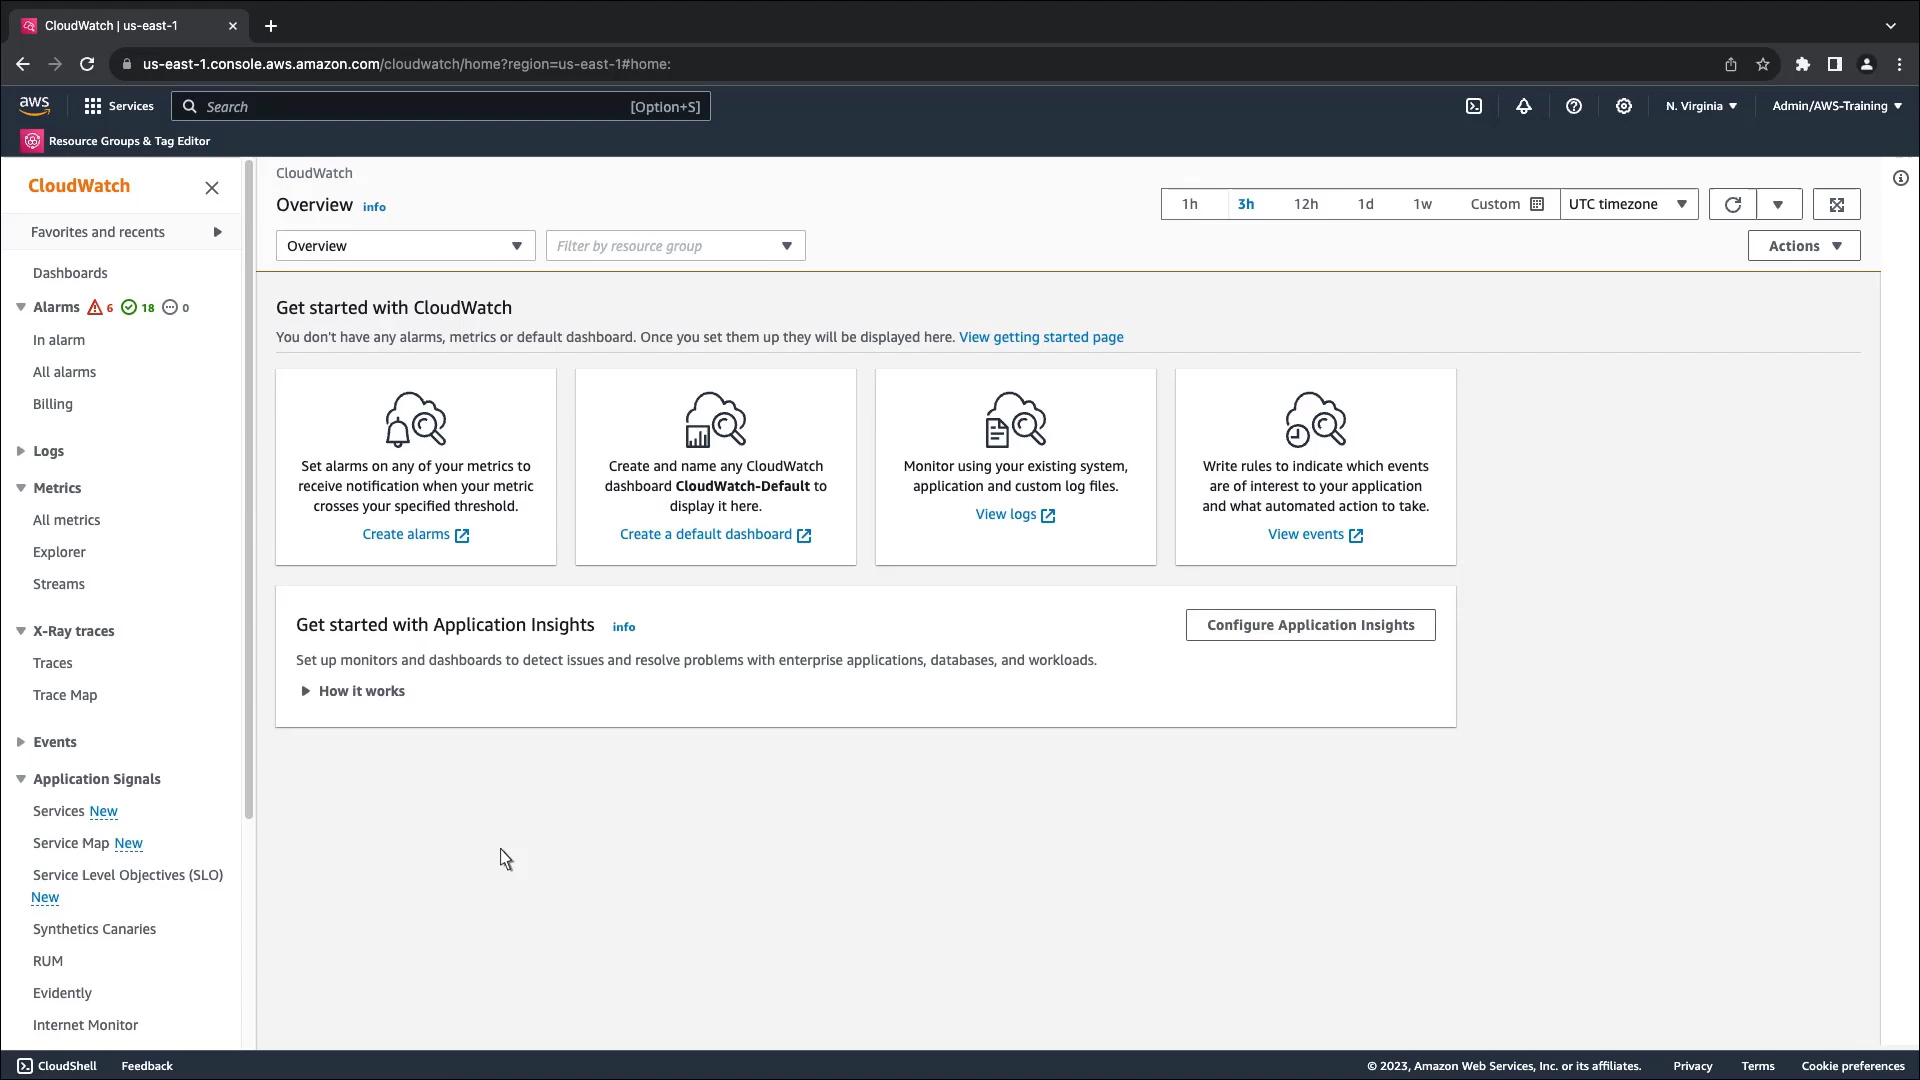 CloudWatch | us-east-1
us-east-1.console.aws.amazon.com/cloudwatch/home?region=us-east-1#home:
aws
Services
Search
[Option+S]
N. Virginia
Admin/AWS-Training
Resource Groups & Tag Editor
CloudWatch
Favorites and recents
Dashboards
Alarms 6 18 0
In alarm
All alarms
Billing
Logs
Metrics
All metrics
Explorer
Streams
X-Ray traces
Traces
Trace Map
Events
Application Signals
Services New
Service Map New
Service Level Objectives (SLO)
New
Synthetics Canaries
RUM
Evidently
Internet Monitor
CloudWatch
Overview info
1h 3h 12h 1d 1w Custom UTC timezone
Overview
Filter by resource group
Actions
Get started with CloudWatch
You don't have any alarms, metrics or default dashboard. Once you set them up they will be displayed here. View getting started page
Set alarms on any of your metrics to
receive notification when your metric
crosses your specified threshold.
Create alarms
Create and name any CloudWatch
dashboard CloudWatch-Default to
display it here.
Create a default dashboard
Monitor using your existing system,
application and custom log files.
View logs
Write rules to indicate which events
are of interest to your application
and what automated action to take.
View events
Get started with Application Insights info
Configure Application Insights
Set up monitors and dashboards to detect issues and resolve problems with enterprise applications, databases, and workloads.
How it works
CloudShell
Feedback
© 2023, Amazon Web Services, Inc. or its affiliates.
Privacy
Terms
Cookie preferences